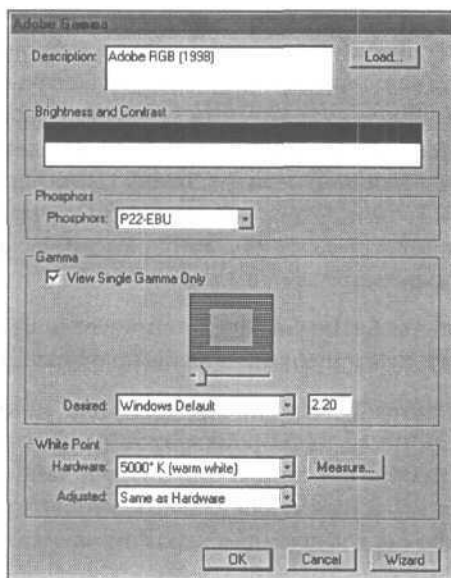 Adobe Gamma
Description: Adobe RGB (1998) Load...
Brightness and Contrast
Phosphors
Phosphors: P22-EBU
Gamma
View Single Gamma Only
Desired: Windows Default 2.20
White Point
Hardware: 5000° K (warm white) Measure...
Adjusted: Same as Hardware
OK Cancel Wizard